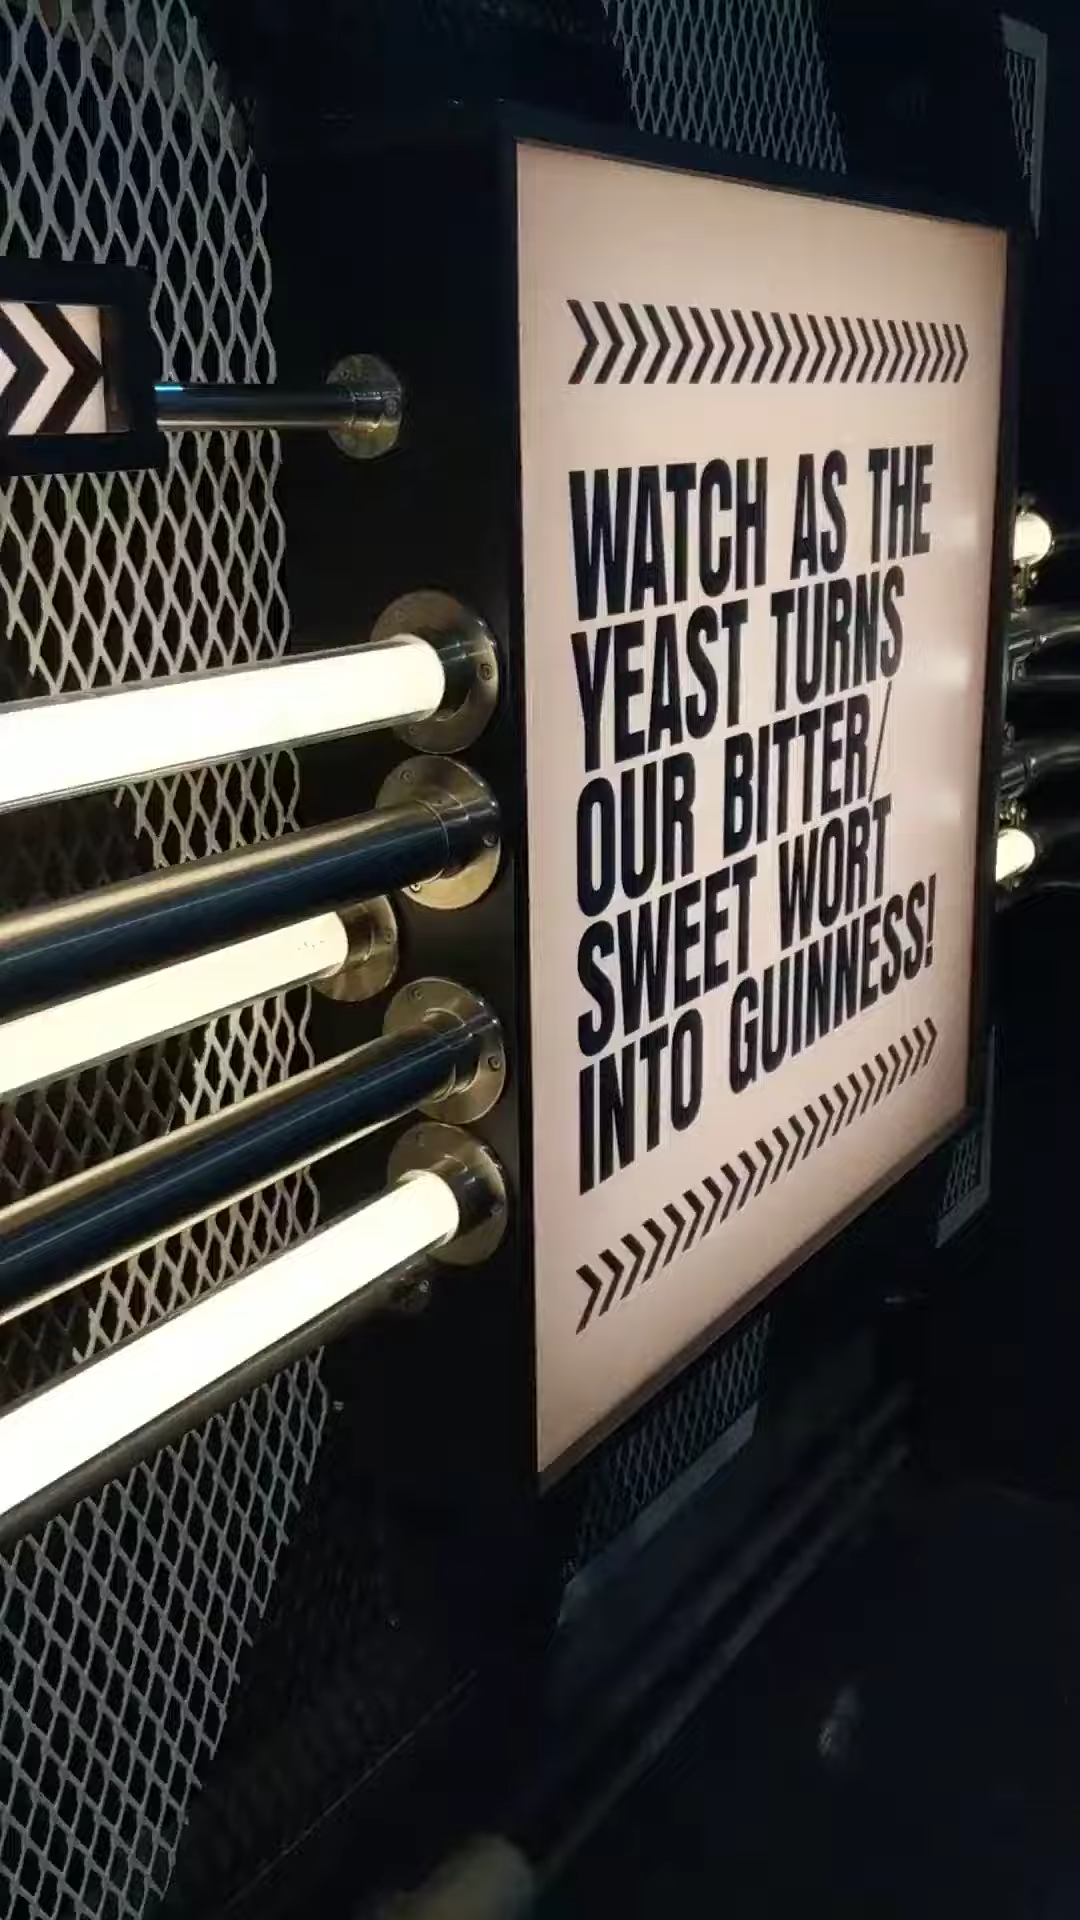 WATCH AS THE
YEAST TURNS
OUR BITTER/
SWEET WORT
INTO GUINNESS!